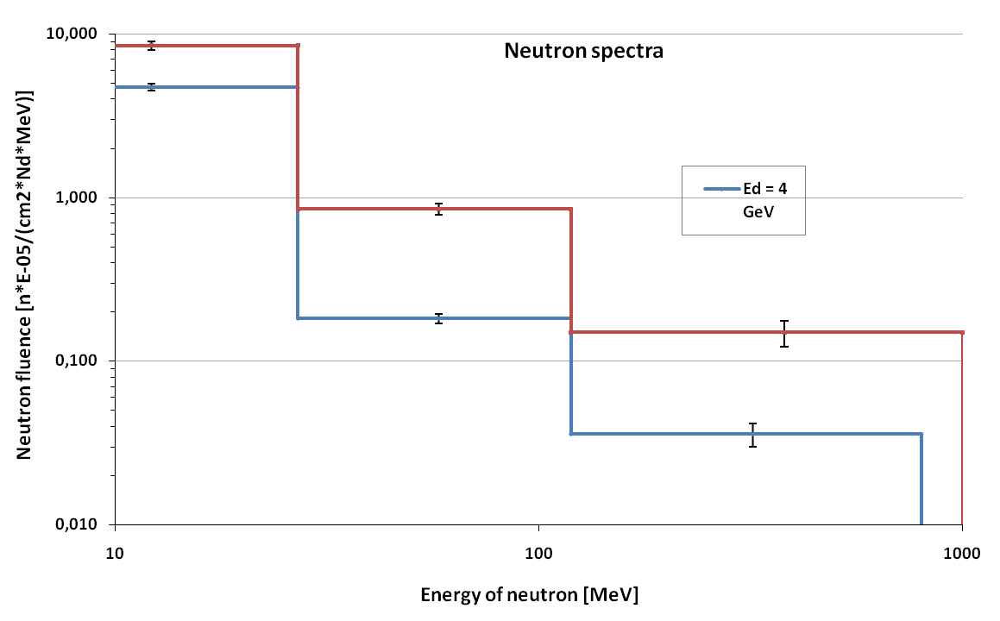 Neutron spectra
10,000
1,000
0,100
0,010
Neutron fluence [n*E-05/(cm2*Nd*MeV)]
Ed = 4
GeV
10
100
1000
Energy of neutron [MeV]